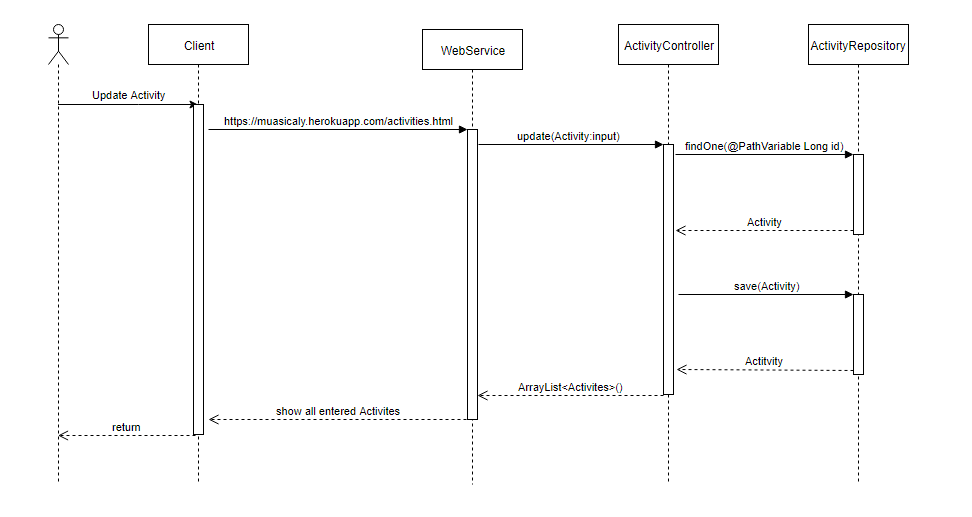 Client
WebService
ActivityController
ActivityRepository
Update Activity
https://muasicaly.herokuapp.com/activities.html
update(Activity:input)
findOne(@PathVariable Long id)
Activity
save(Activity)
Actitvity
ArrayList<Activites>()
show all entered Activites
return